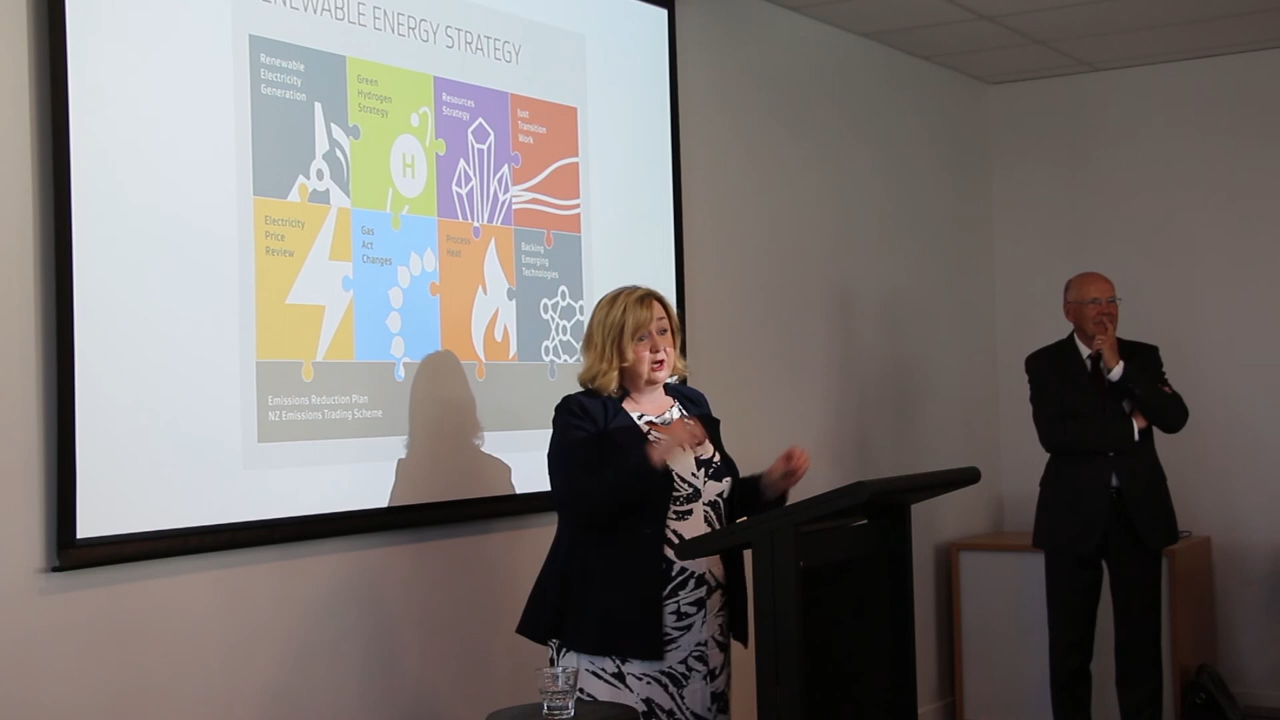 ENEWABLE ENERGY STRATEGY
Renewable
Electricity
Generation
Green
Hydrogen
Strategy
H
Resources
Strategy
Just
Transition
Work
Electricity
Price
Review
Gas
Act
Changes
Process
Heat
Backing
Emerging
Technologies
Emissions Reduction Plan
NZ Emissions Trading Scheme